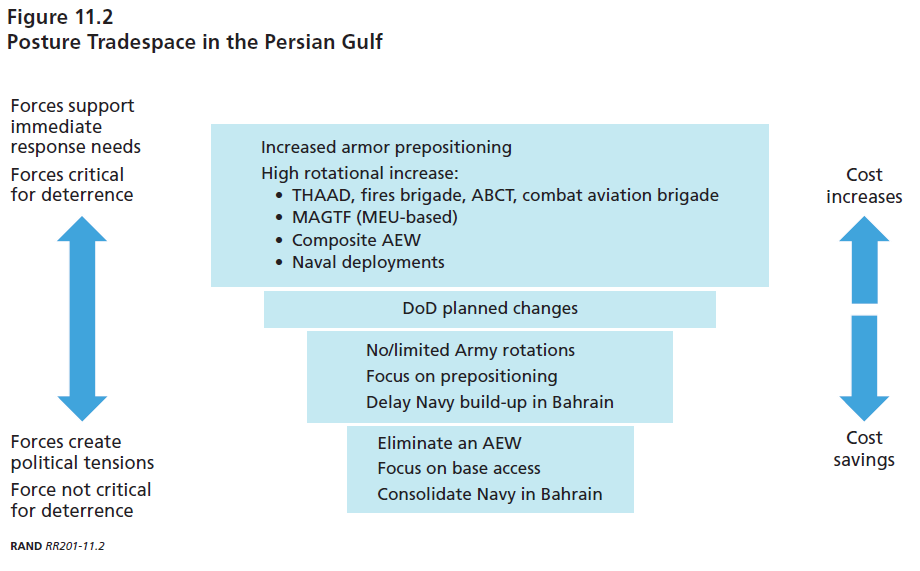 Figure 11.2
Posture Tradespace in the Persian Gulf
Forces support
immediate
response needs
Forces critical
for deterrence
Increased armor prepositioning
High rotational increase:
• THAAD, fires brigade, ABCT, combat aviation brigade
• MAGTF (MEU-based)
• Composite AEW
• Naval deployments
Cost
increases
DoD planned changes
No/limited Army rotations
Focus on prepositioning
Delay Navy build-up in Bahrain
Forces create
political tensions
Force not critical
for deterrence
Eliminate an AEW
Focus on base access
Consolidate Navy in Bahrain
Cost
savings
RAND RR201-11.2